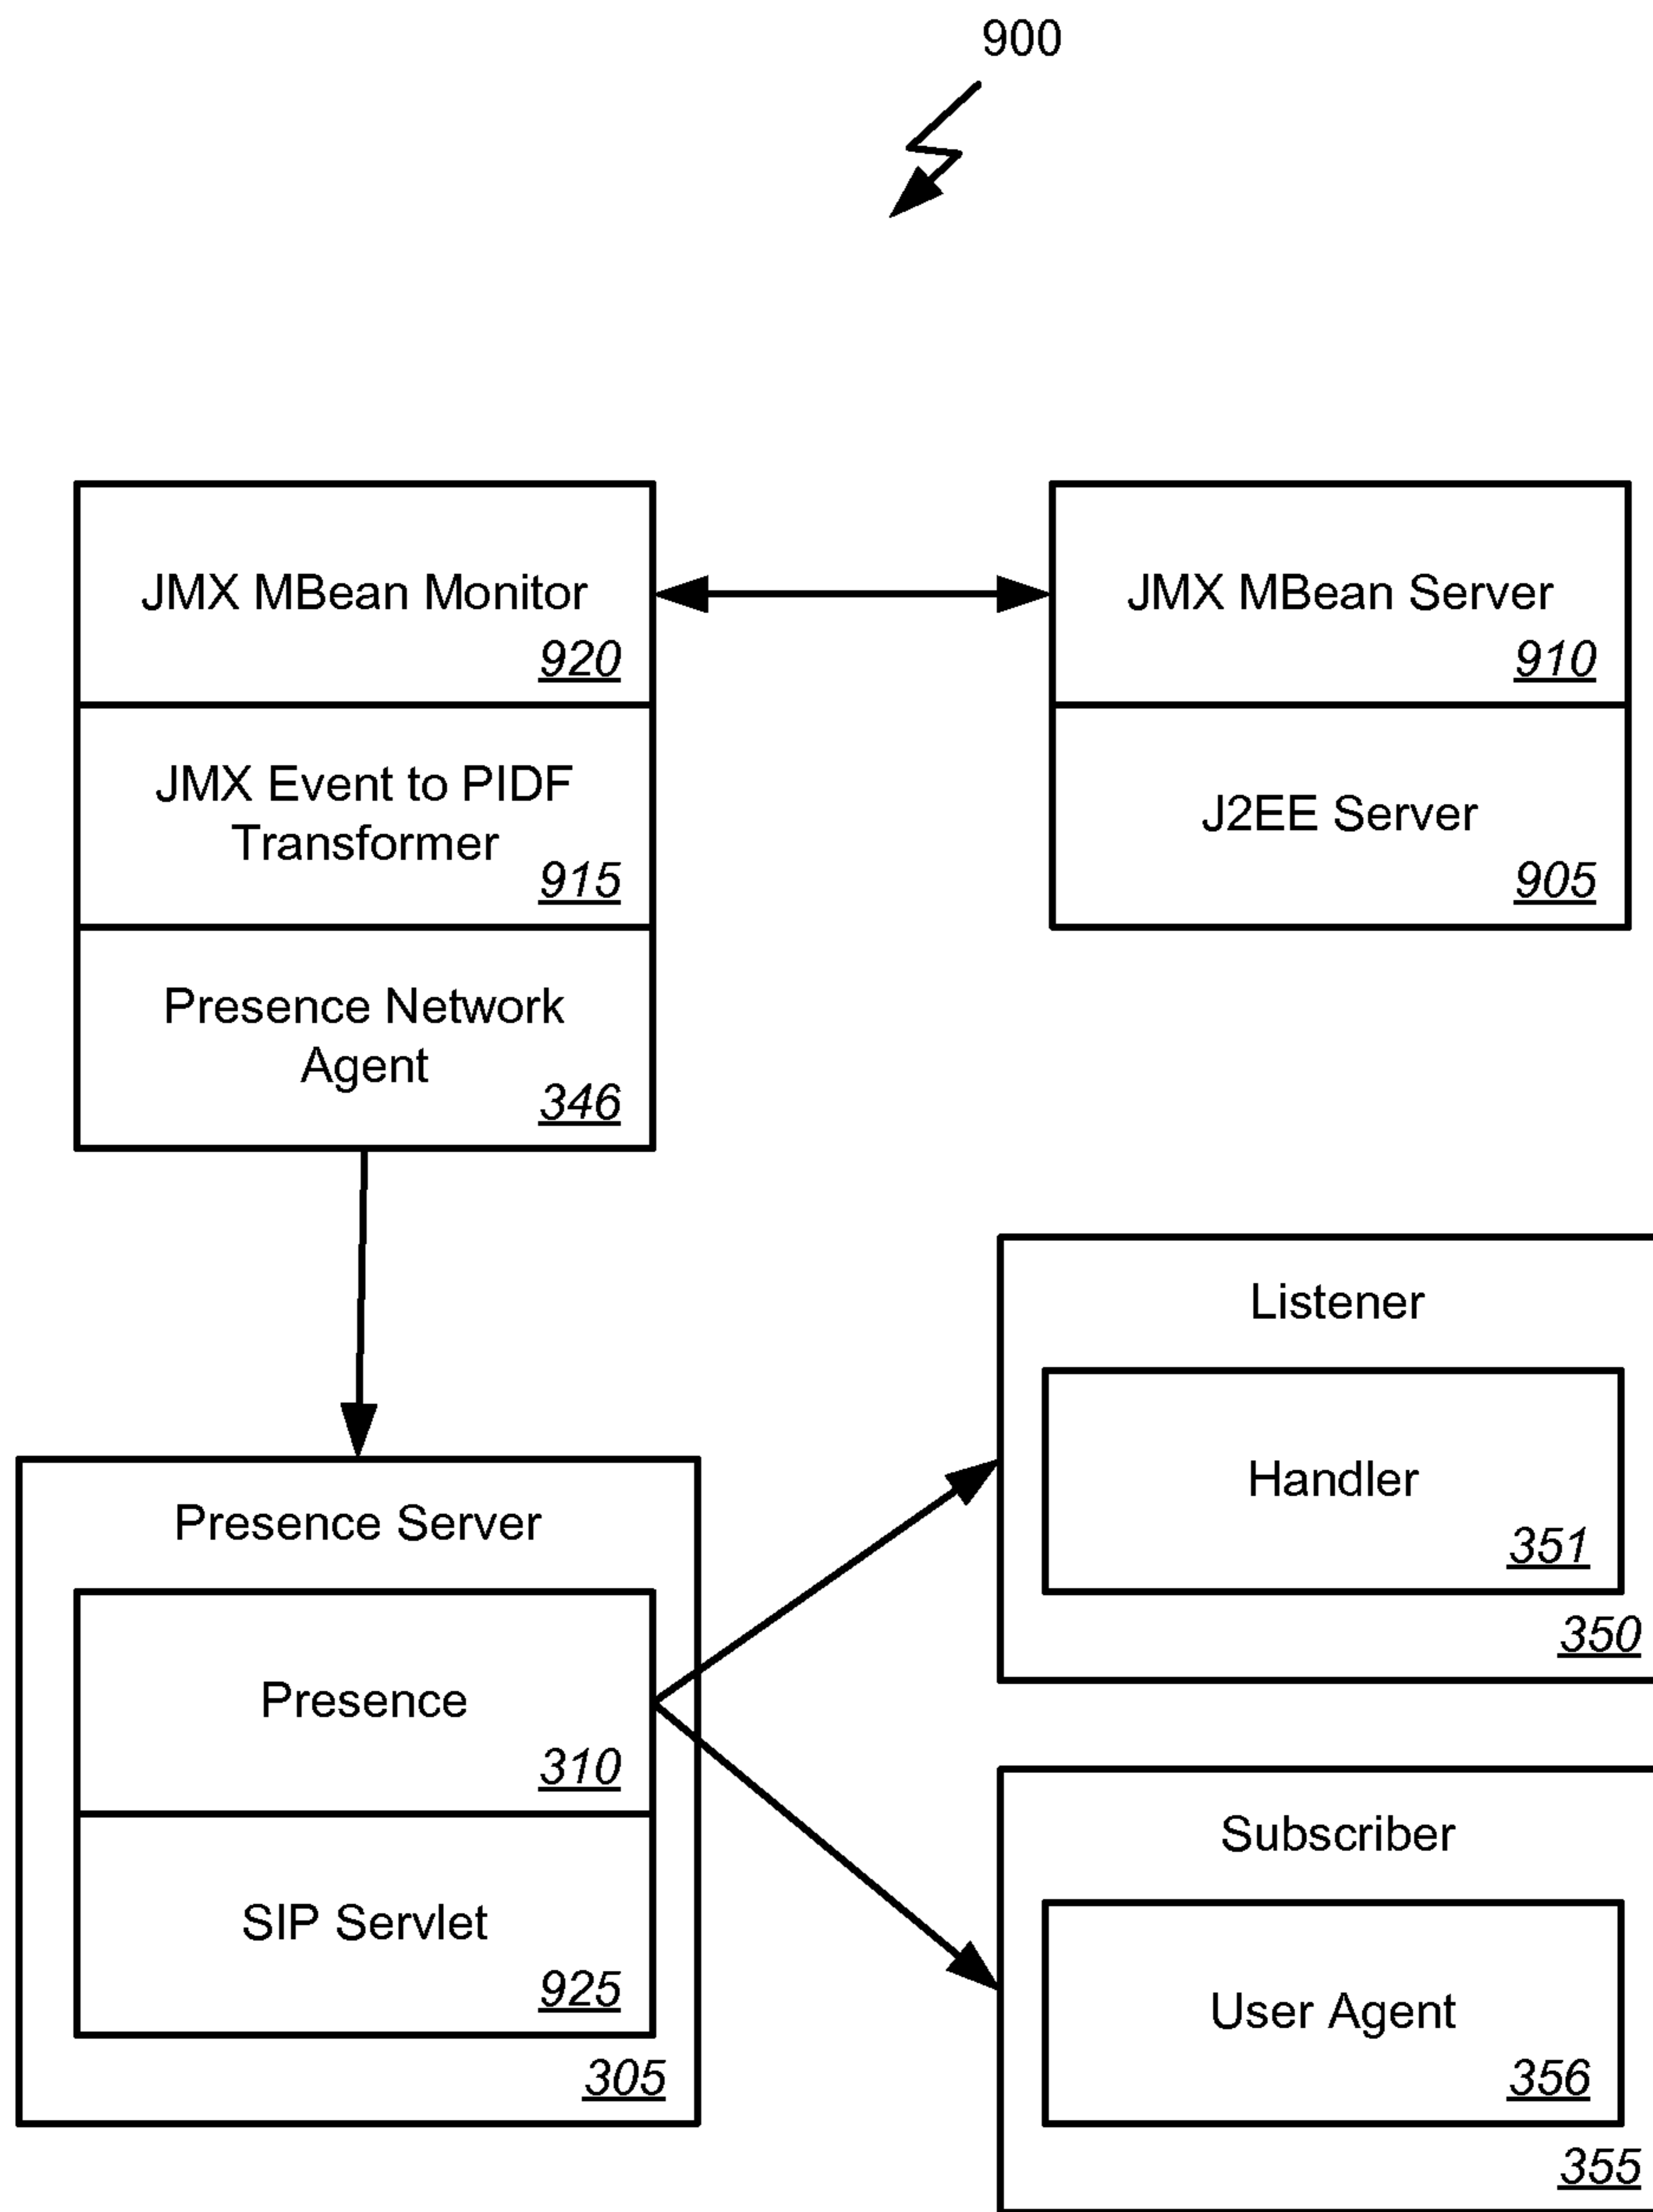 900
JMX MBean Monitor
920
JMX MBean Server
910
JMX Event to PIDF
Transformer
915
J2EE Server
905
Presence Network
Agent
346
Listener
Handler
351
350
Presence Server
Presence
310
SIP Servlet
925
305
Subscriber
User Agent
356
355